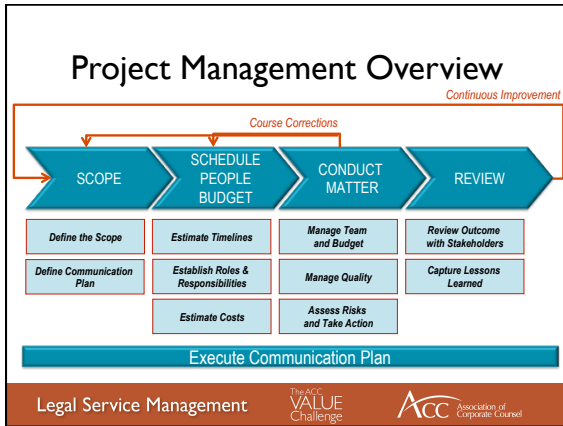 Project Management Overview
Continuous Improvement
Course Corrections
SCOPE
SCHEDULE
PEOPLE
BUDGET
CONDUCT
MATTER
REVIEW
Define the Scope
Define Communication
Plan
Estimate Timelines
Establish Roles &
Responsibilities
Estimate Costs
Manage Team
and Budget
Manage Quality
Assess Risks
and Take Action
Review Outcome
with Stakeholders
Capture Lessons
Learned
Execute Communication Plan
Legal Service Management
The ACC
VALUE
Challenge
ACC
Association of
Corporate Counsel